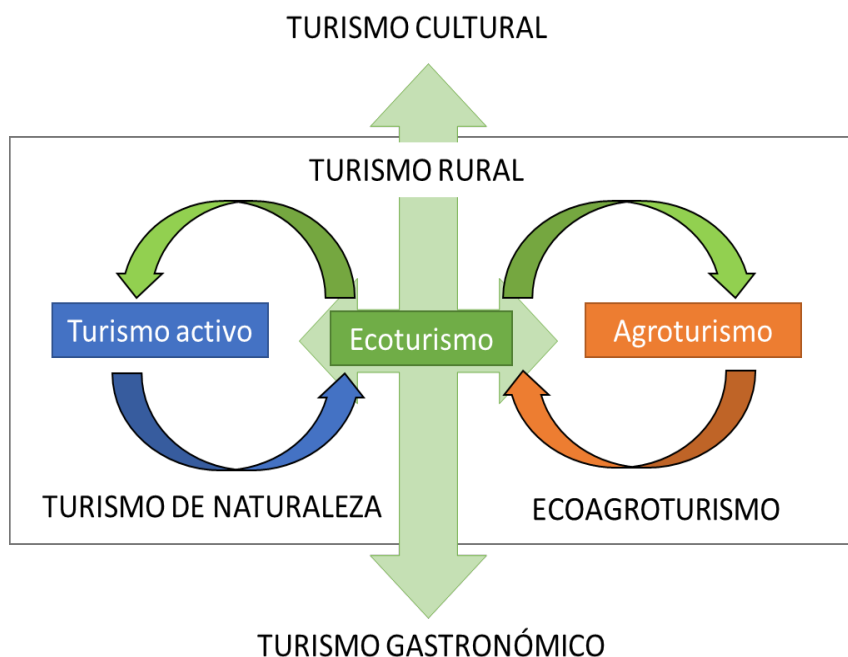 TURISMO CULTURAL
TURISMO RURAL
Turismo activo
Ecoturismo
Agroturismo
TURISMO DE NATURALEZA
ECOAGROTURISMO
TURISMO GASTRONÓMICO